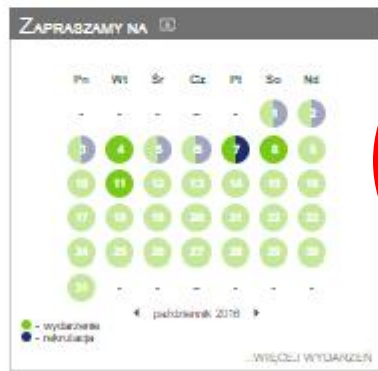 ZAPRASZAMY NA
Pn Wt Śr Cz Pt So Nd
- - - - - 1 2
3 4 5 6 7 8 9
10 11 12 13 14 15 16
17 18 19 20 21 22 23
24 25 26 27 28 29 30
31 - - - - - -
październik 2016
- wydarzenie
- rekrutacja
...WIĘCEJ WYDARZEŃ